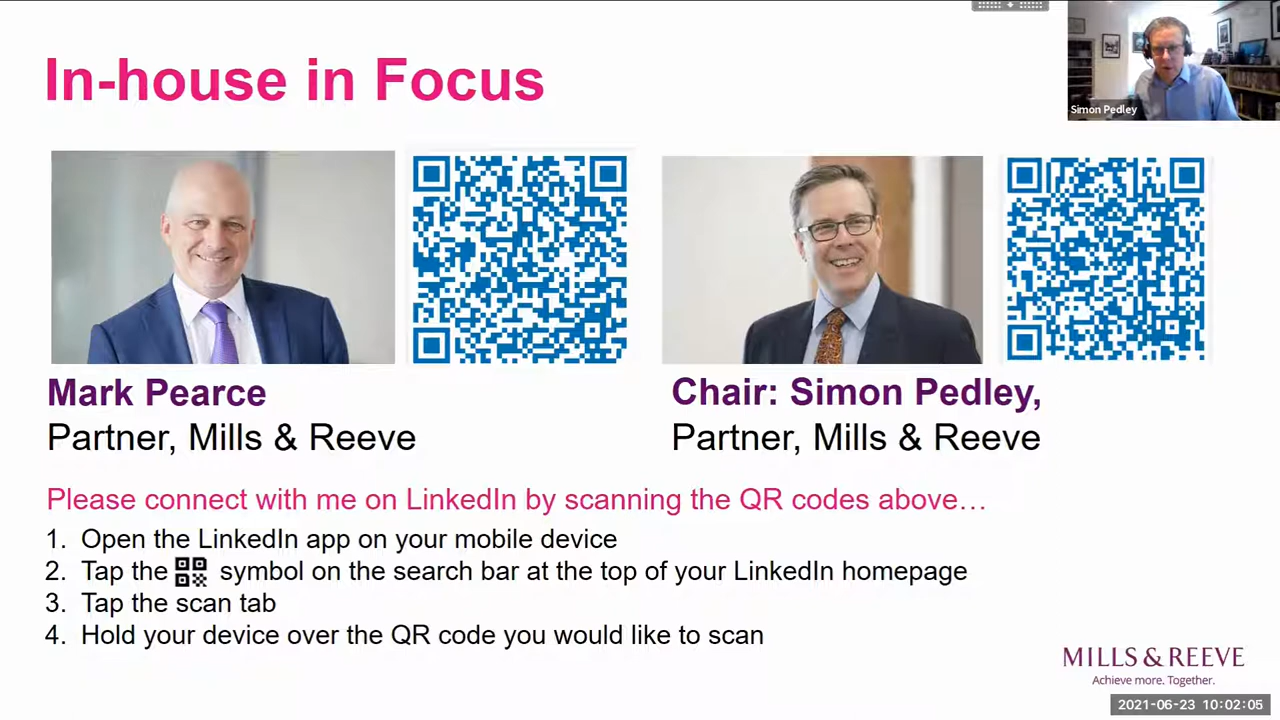 In-house in Focus
Simon Pedley
Mark Pearce
Partner, Mills & Reeve
Chair: Simon Pedley,
Partner, Mills & Reeve
Please connect with me on LinkedIn by scanning the QR codes above…
1. Open the LinkedIn app on your mobile device
2. Tap the symbol on the search bar at the top of your LinkedIn homepage
3. Tap the scan tab
4. Hold your device over the QR code you would like to scan
MILLS & REEVE
Achieve more. Together.
2021-06-23 10:02:05